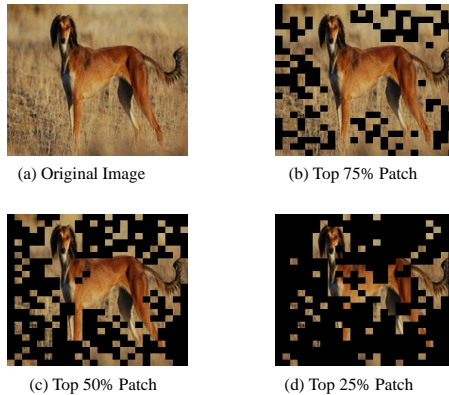 (a) Original Image
(b) Top 75% Patch
(c) Top 50% Patch
(d) Top 25% Patch